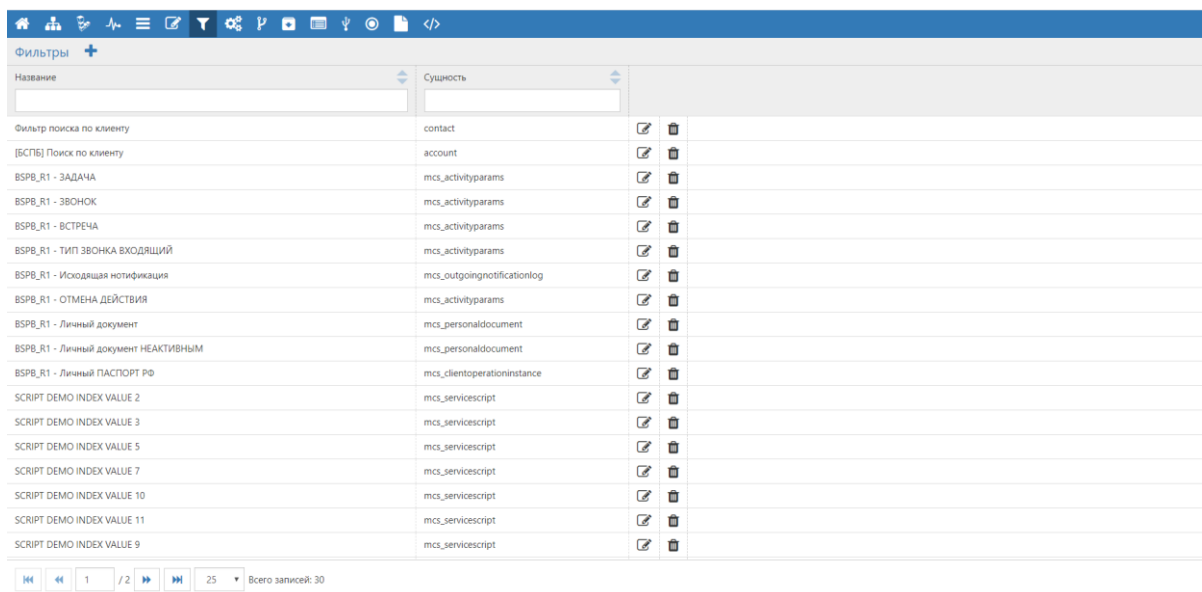 Фильтры
Название Сущность
Фильтр поиска по клиенту contact
[БСПБ] Поиск по клиенту account
BSPB_R1 - ЗАДАЧА mcs_activityparams
BSPB_R1 - ЗВОНОК mcs_activityparams
BSPB_R1 - ВСТРЕЧА mcs_activityparams
BSPB_R1 - ТИП ЗВОНКА ВХОДЯЩИЙ mcs_activityparams
BSPB_R1 - Исходящая нотификация mcs_outgoingnotificationlog
BSPB_R1 - ОТМЕНА ДЕЙСТВИЯ mcs_activityparams
BSPB_R1 - Личный документ mcs_personaldocument
BSPB_R1 - Личный документ НЕАКТИВНЫМ mcs_personaldocument
BSPB_R1 - Личный ПАСПОРТ РФ mcs_clientoperationinstance
SCRIPT DEMO INDEX VALUE 2 mcs_servicescript
SCRIPT DEMO INDEX VALUE 3 mcs_servicescript
SCRIPT DEMO INDEX VALUE 5 mcs_servicescript
SCRIPT DEMO INDEX VALUE 7 mcs_servicescript
SCRIPT DEMO INDEX VALUE 10 mcs_servicescript
SCRIPT DEMO INDEX VALUE 11 mcs_servicescript
SCRIPT DEMO INDEX VALUE 9 mcs_servicescript
1 / 2 25 Всего записей: 30